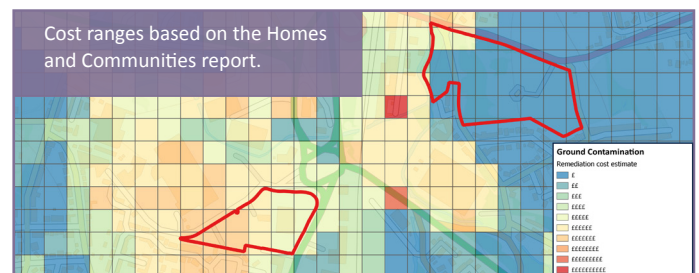 Cost ranges based on the Homes
and Communities report.
Ground Contamination
Remediation cost estimate
£
££
£££
££££
£££££
££££££
£££££££
££££££££
£££££££££
££££££££££